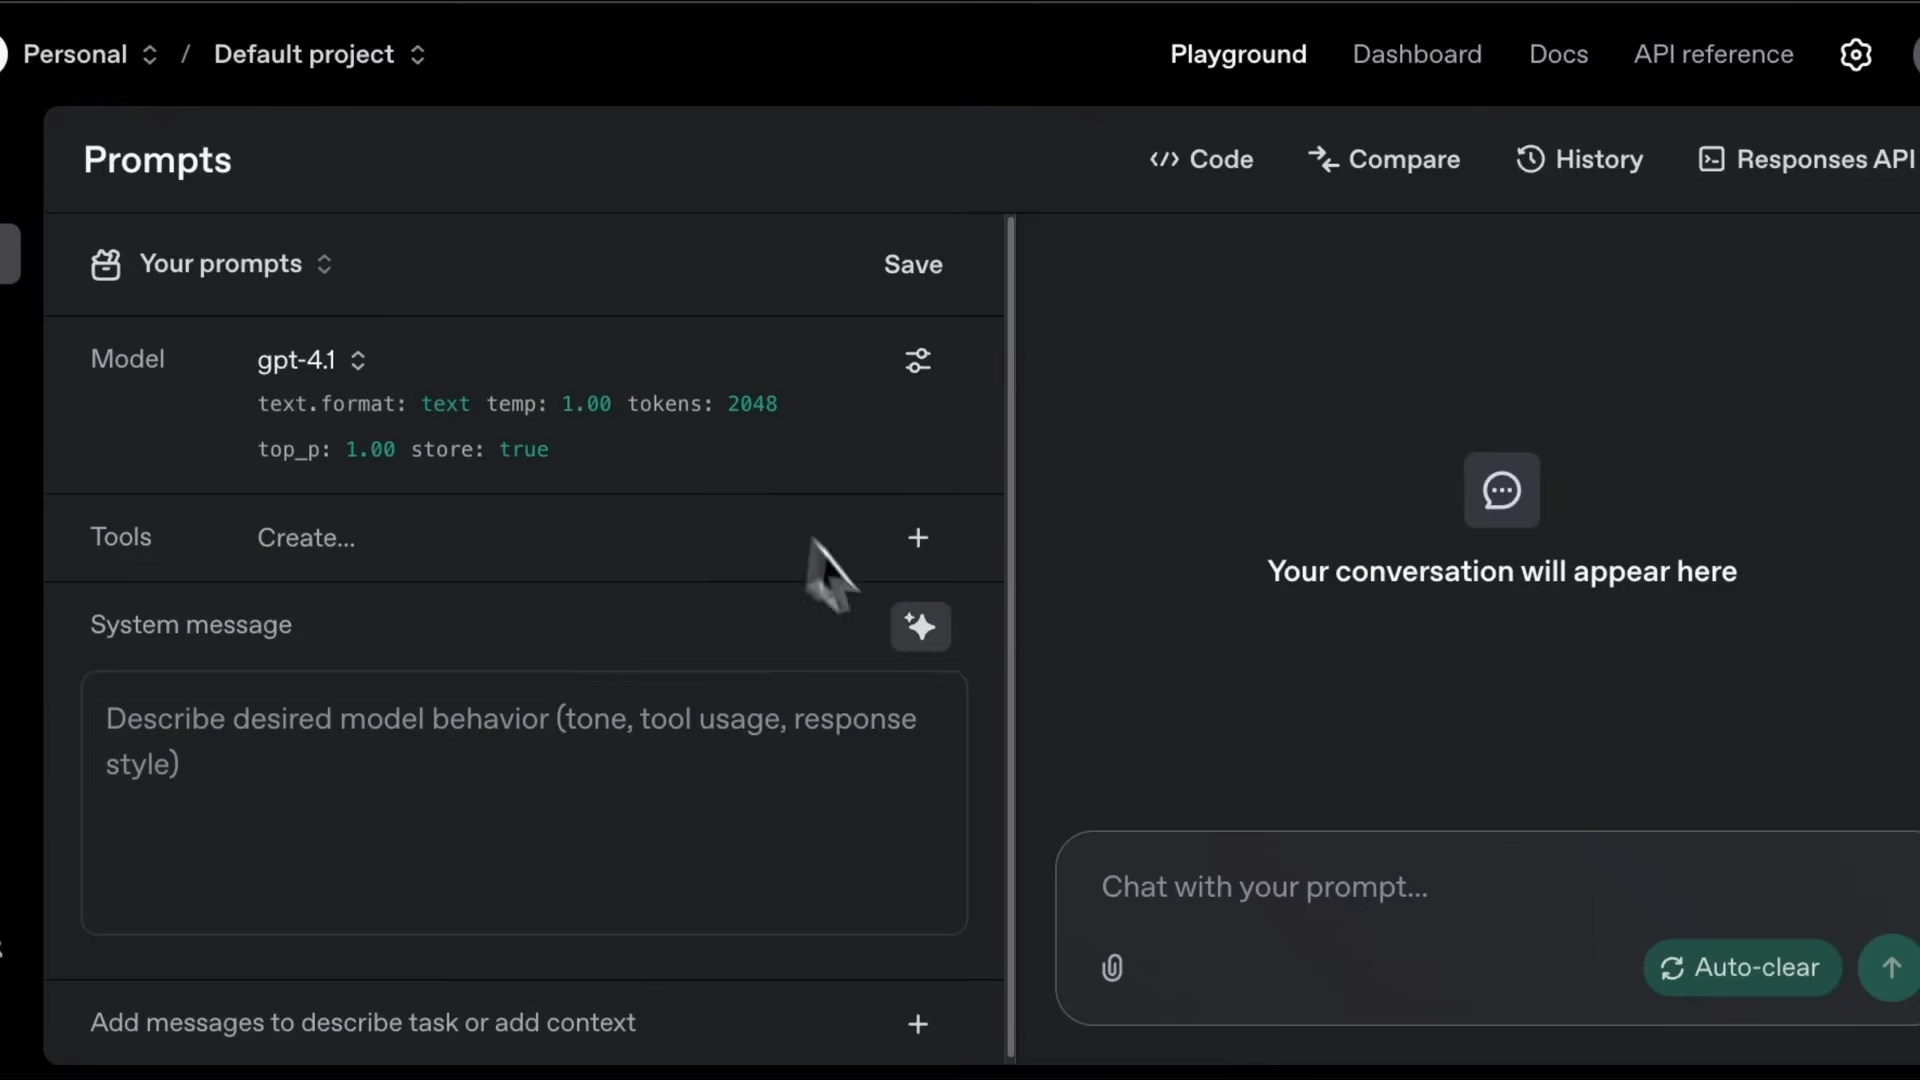 Personal / Default project Playground Dashboard Docs API reference
Prompts Code Compare History Responses API
Your prompts Save
Model gpt-4.1
text.format: text temp: 1.00 tokens: 2048
top_p: 1.00 store: true
Tools Create...
System message
Describe desired model behavior (tone, tool usage, response
style)
Add messages to describe task or add context
Your conversation will appear here
Chat with your prompt...
Auto-clear